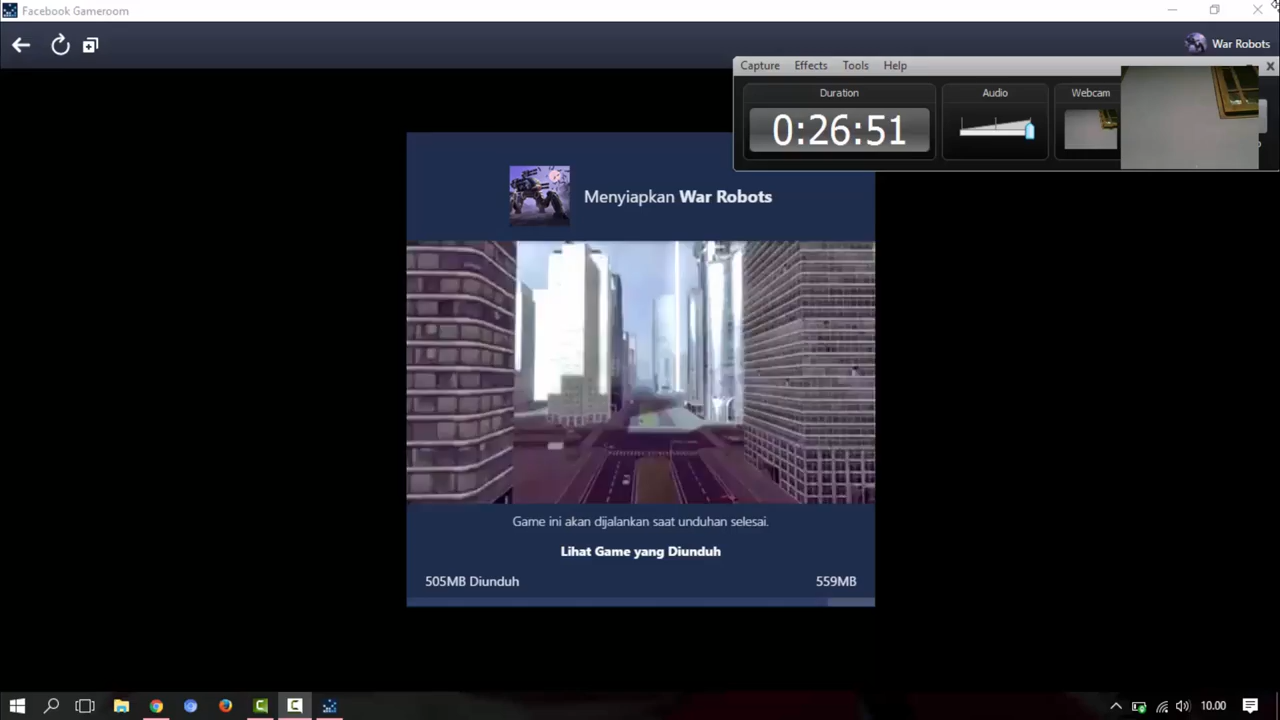 Facebook Gameroom
War Robots
Capture Effects Tools Help
Duration
Audio
Webcam
0:26:51
Menyiapkan War Robots
Game ini akan dijalankan saat unduhan selesai.
Lihat Game yang Diunduh
505MB Diunduh
559MB
10.00